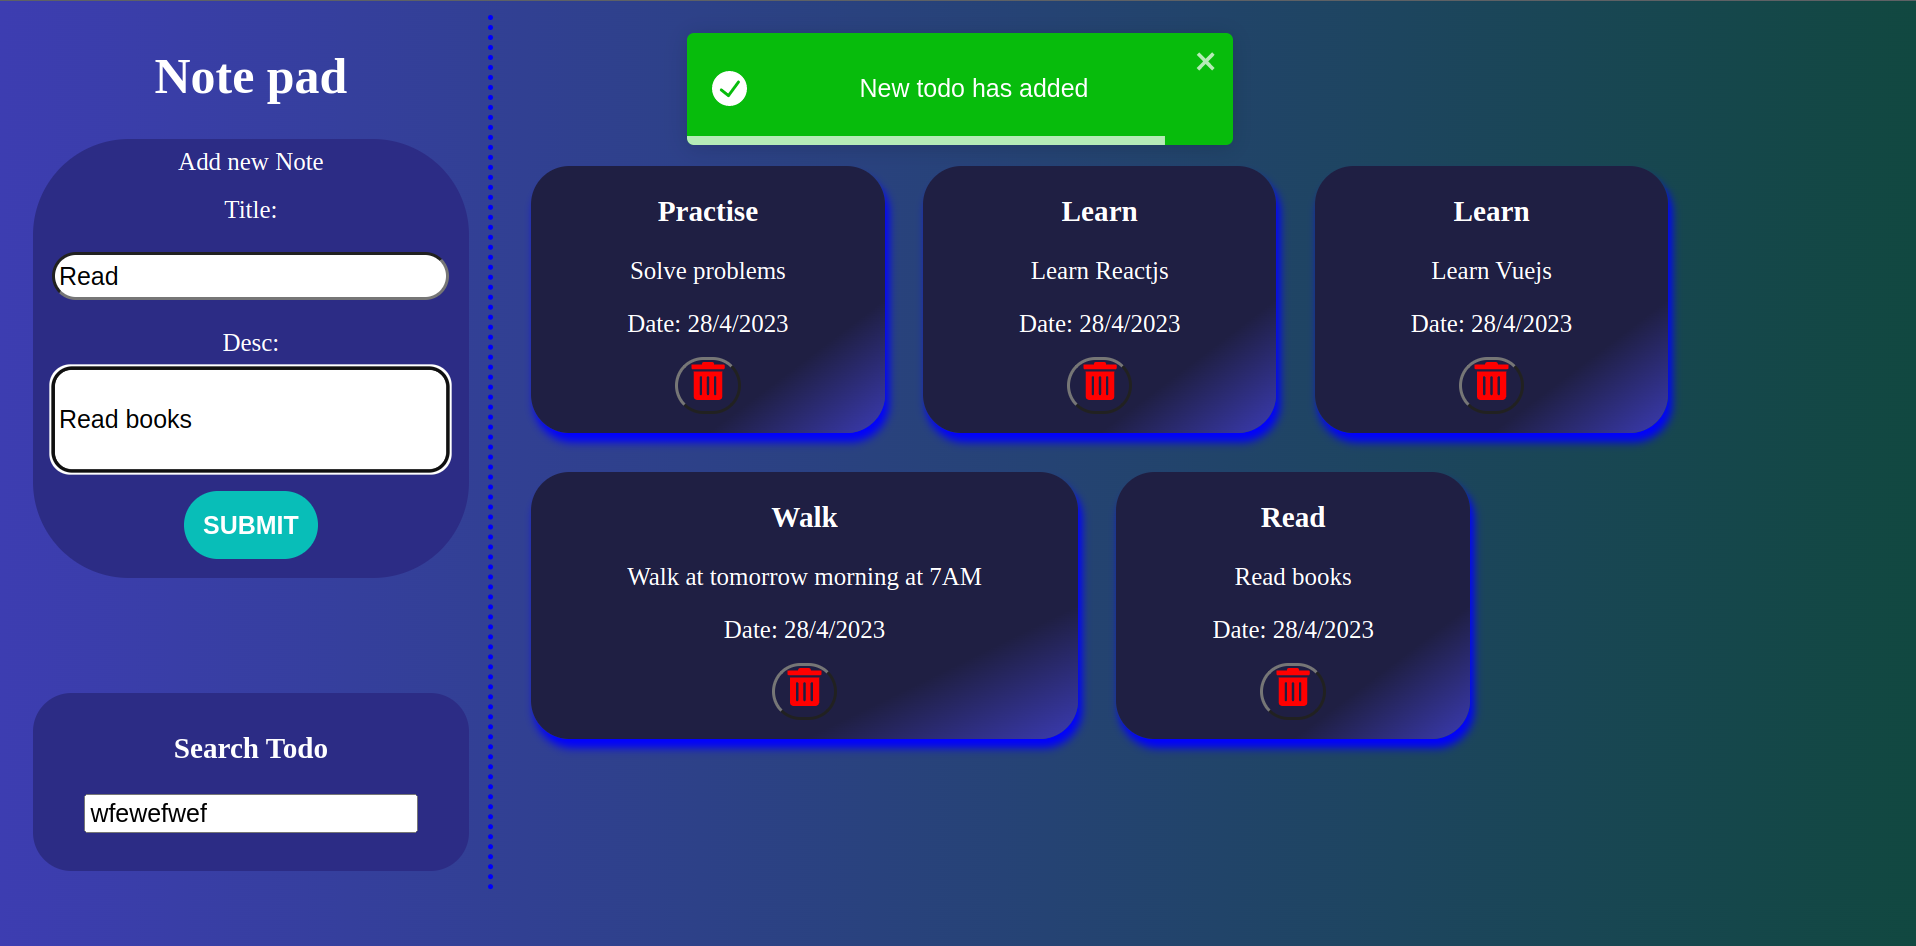 Note pad
Add new Note
Title:
Read
Desc:
Read books
SUBMIT
Search Todo
wfewefwef
New todo has added
Practise
Solve problems
Date: 28/4/2023
Learn
Learn Reactjs
Date: 28/4/2023
Learn
Learn Vuejs
Date: 28/4/2023
Walk
Walk at tomorrow morning at 7AM
Date: 28/4/2023
Read
Read books
Date: 28/4/2023